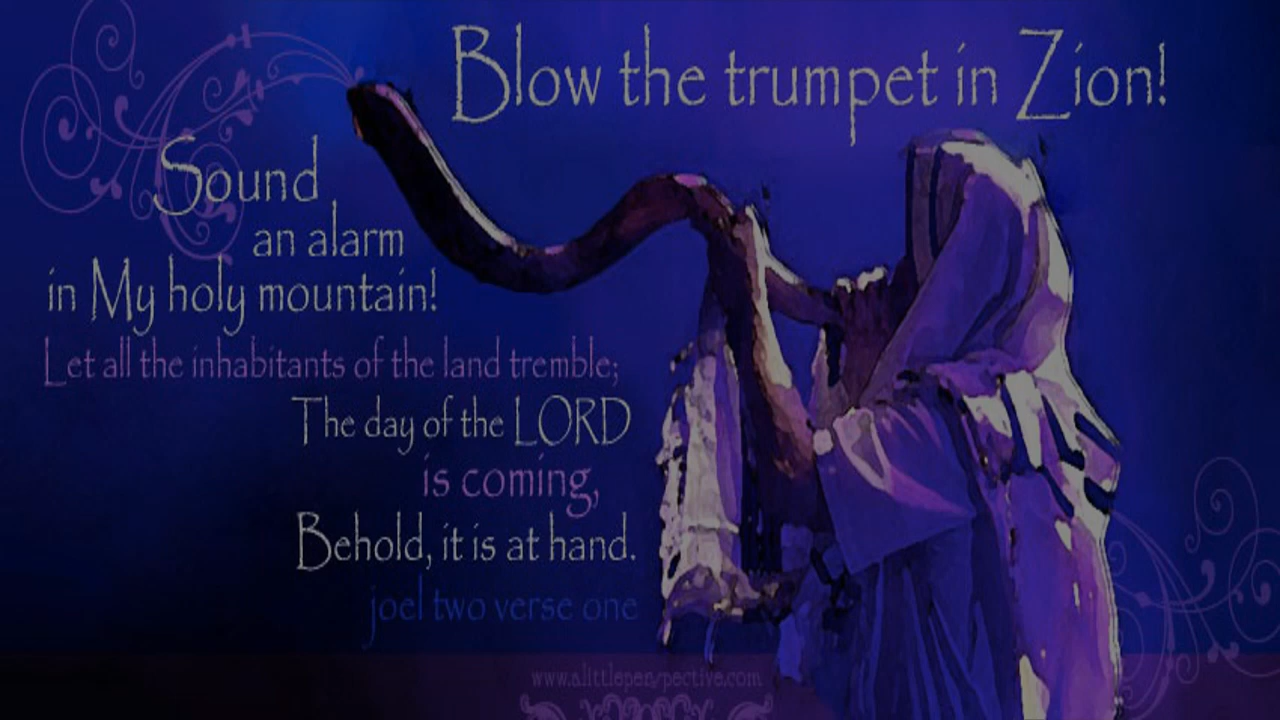 Blow the trumpet in Zion!
Sound
an alarm
in My holy mountain!
Let all the inhabitants of the land tremble;
The day of the LORD
is coming,
Behold, it is at hand.
joel two verse one
www.alittleperspective.com